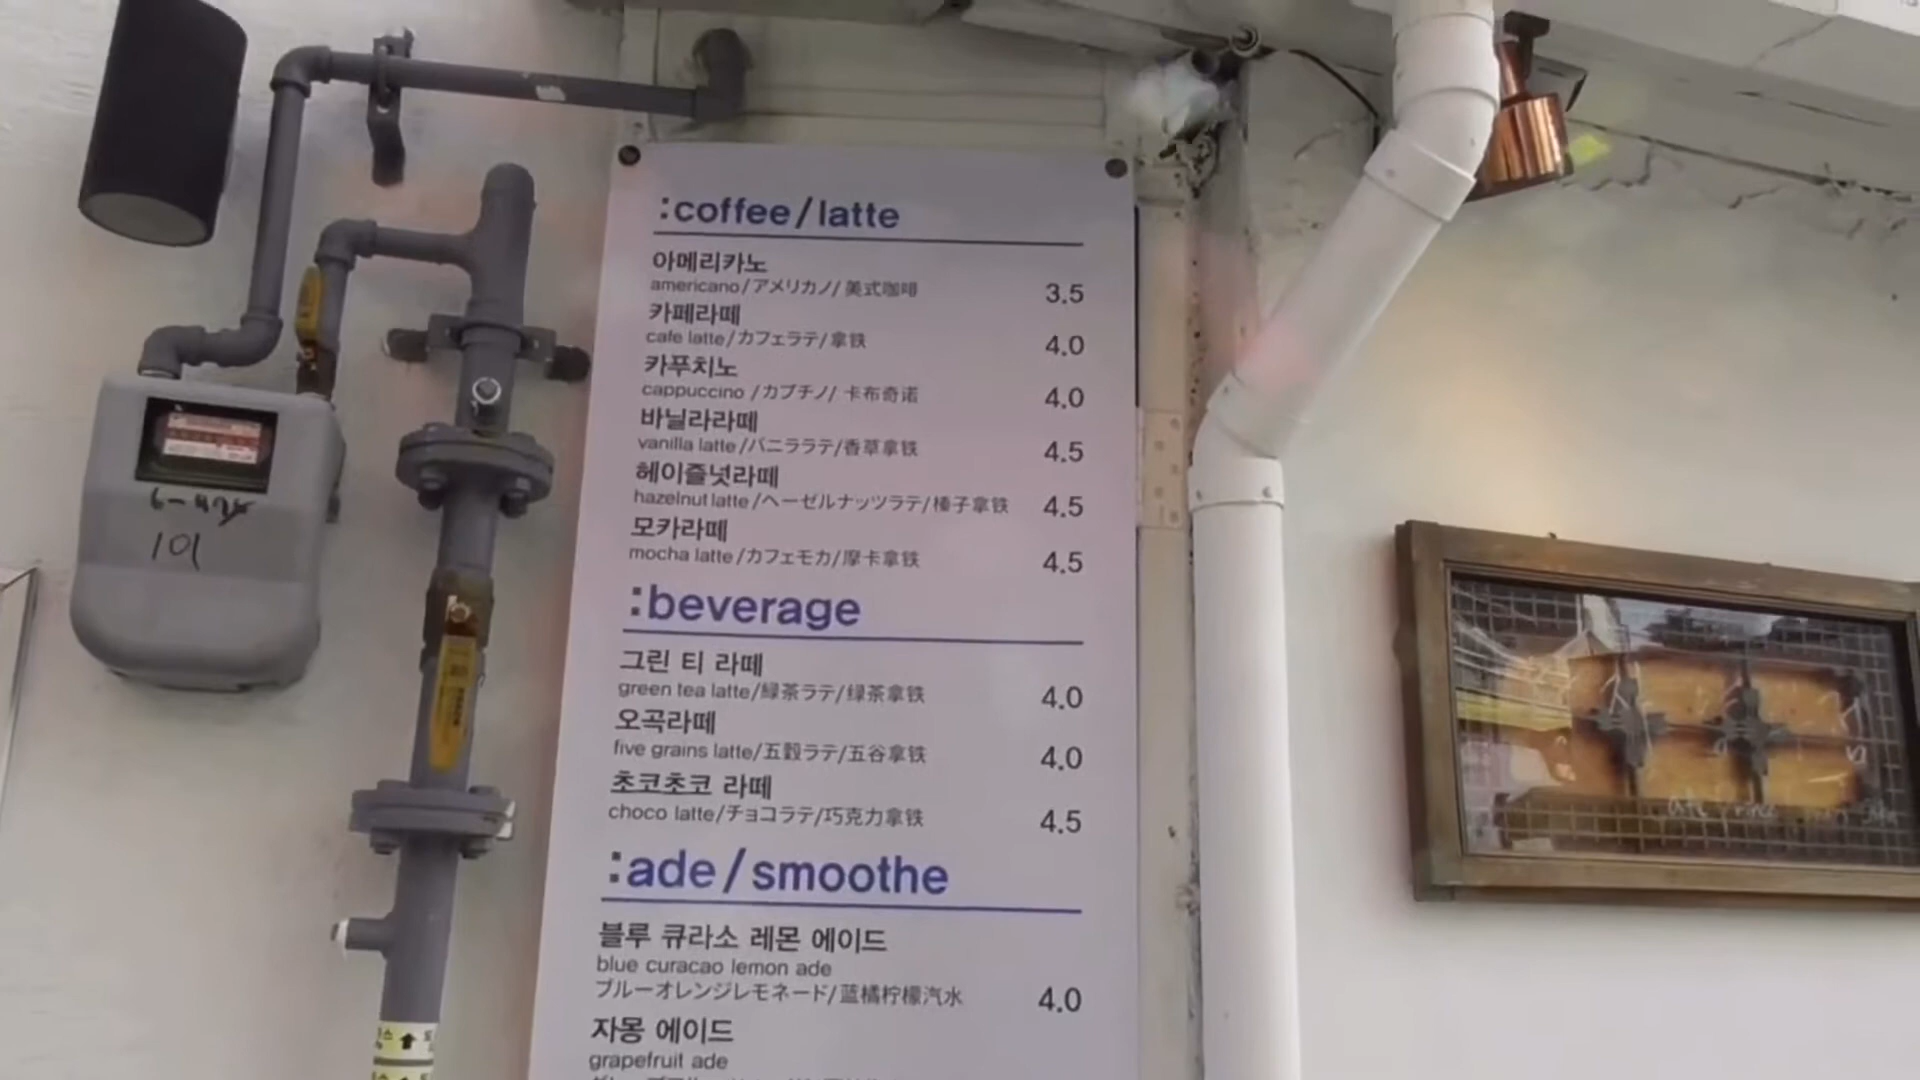 :coffee/latte
아메리카노
americano/アメリカノ/美式咖啡 3.5
카페라떼
cafe latte/カフェラテ/拿铁 4.0
카푸치노
cappuccino /カプチノ/ 卡布奇诺 4.0
바닐라라떼
vanilla latte/バニララテ/香草拿铁 4.5
헤이즐넛라떼
hazelnut latte/ヘーゼルナッツラテ/榛子拿铁 4.5
모카라떼
mocha latte/カフェモカ/摩卡拿铁 4.5
:beverage
그린 티 라떼
green tea latte/緑茶ラテ/绿茶拿铁 4.0
오곡라떼
five grains latte/五穀ラテ/五谷拿铁 4.0
초코초코 라떼
choco latte/チョコラテ/巧克力拿铁 4.5
:ade/smoothe
블루 큐라소 레몬 에이드
blue curacao lemon ade
ブルーオレンジレモネード/蓝橘柠檬汽水 4.0
자몽 에이드
grapefruit ade
101